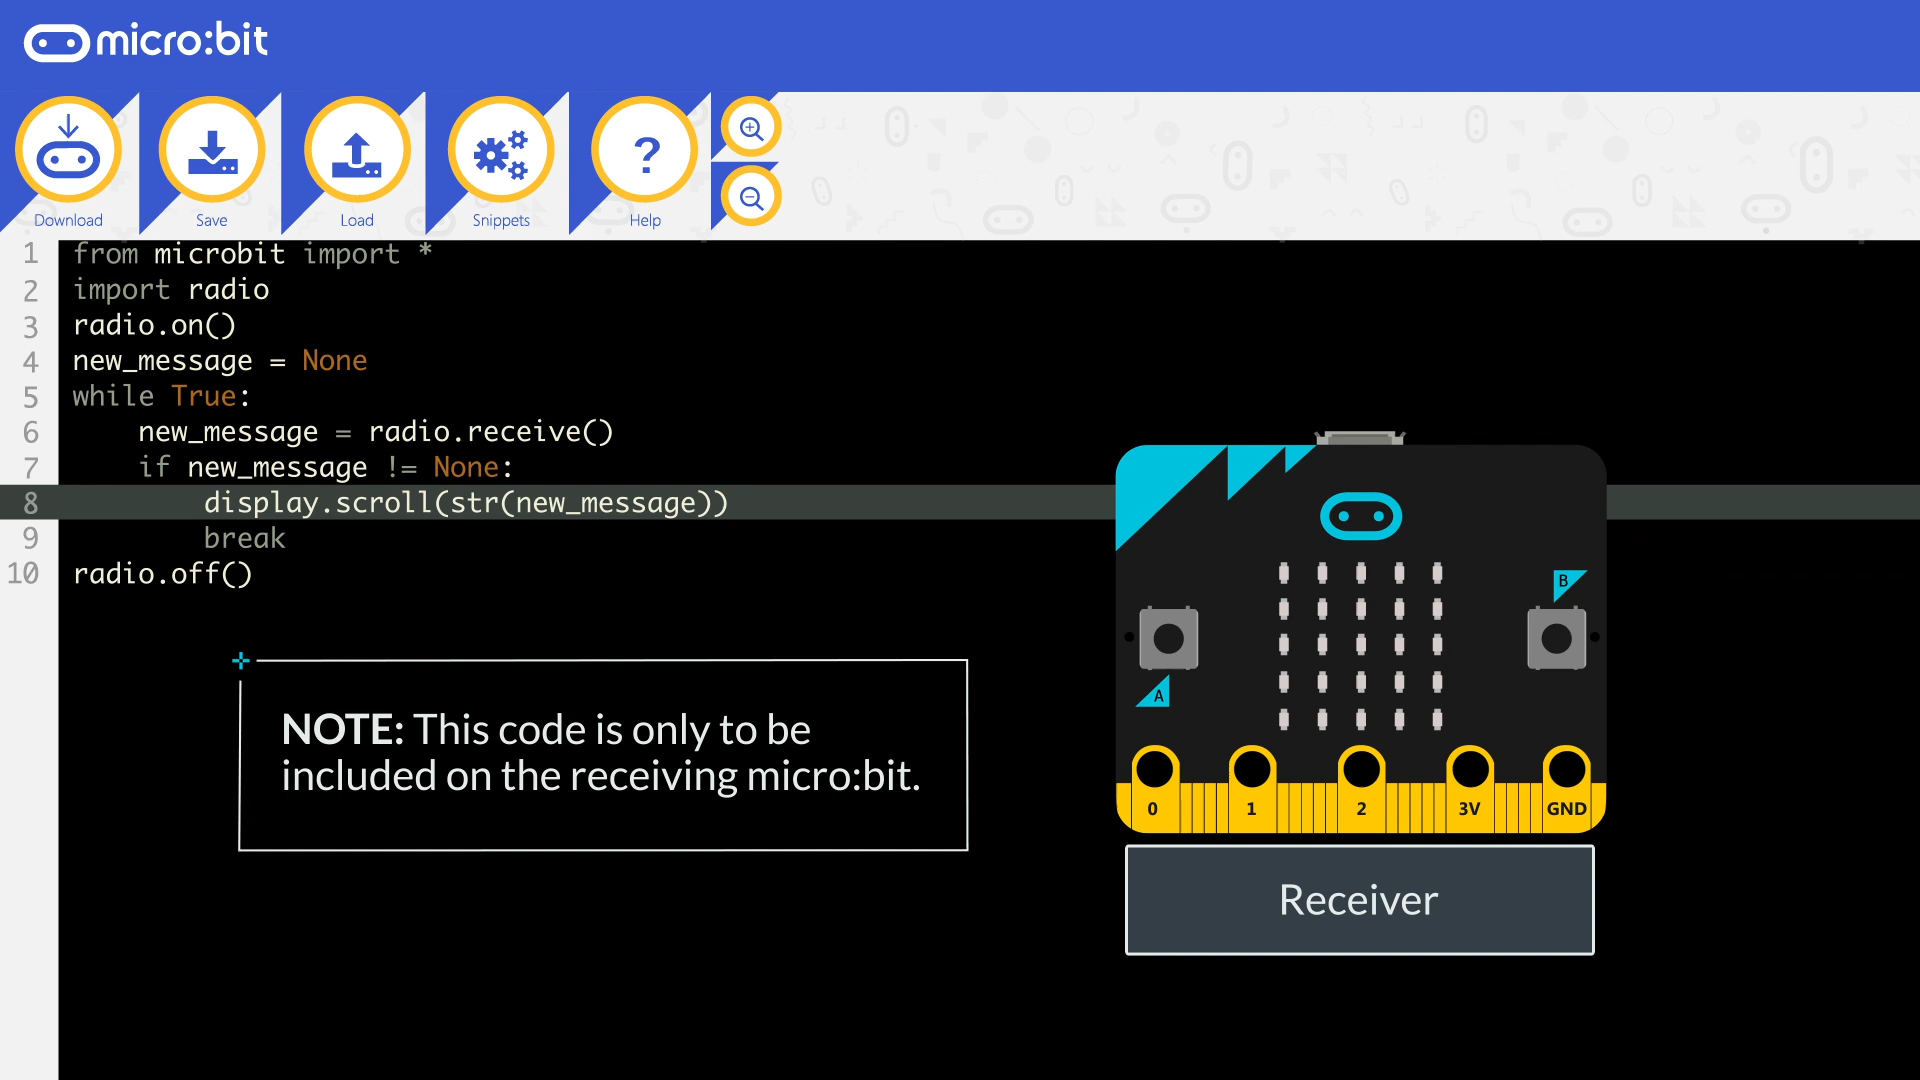 micro:bit
Download
Save
Load
Snippets
?
Help
1 from microbit import *
2 import radio
3 radio.on()
4 new_message = None
5 while True:
6     new_message = radio.receive()
7     if new_message != None:
8         display.scroll(str(new_message))
9         break
10 radio.off()
NOTE: This code is only to be
included on the receiving micro:bit.
B
A
0 1 2 3V GND
Receiver